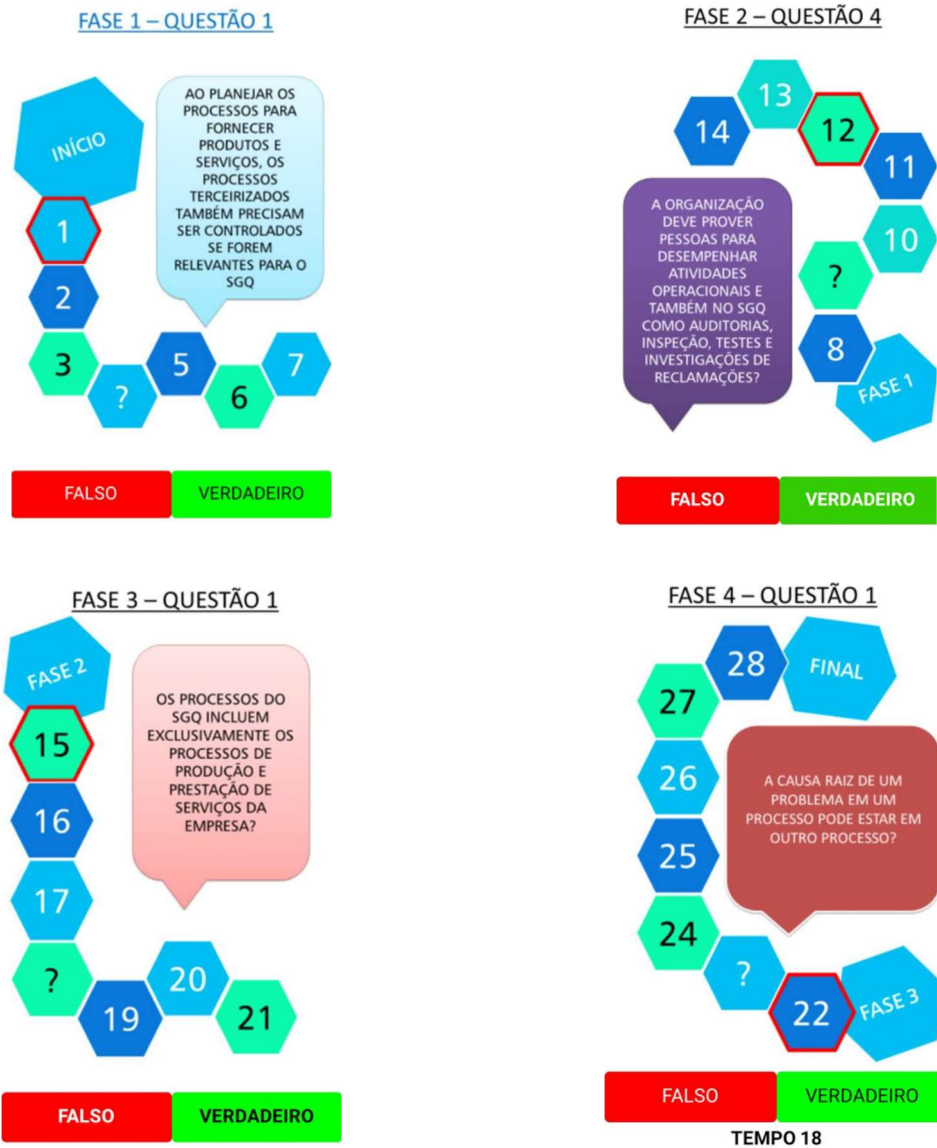 FASE 1 – QUESTÃO 1
INÍCIO
AO PLANEJAR OS
PROCESSOS PARA
FORNECER
PRODUTOS E
SERVIÇOS, OS
PROCESSOS
TERCEIRIZADOS
TAMBÉM PRECISAM
SER CONTROLADOS
SE FOREM
RELEVANTES PARA O
SGQ
1
2
3
?
5
6
7
FALSO
VERDADEIRO
FASE 2 – QUESTÃO 4
14
13
12
11
10
?
8
FASE 1
A ORGANIZAÇÃO
DEVE PROVER
PESSOAS PARA
DESEMPENHAR
ATIVIDADES
OPERACIONAIS E
TAMBÉM NO SGQ
COMO AUDITORIAS,
INSPEÇÃO, TESTES E
INVESTIGAÇÕES DE
RECLAMAÇÕES?
FALSO
VERDADEIRO
FASE 3 – QUESTÃO 1
FASE 2
15
16
17
?
19
20
21
OS PROCESSOS DO
SGQ INCLUEM
EXCLUSIVAMENTE OS
PROCESSOS DE
PRODUÇÃO E
PRESTAÇÃO DE
SERVIÇOS DA
EMPRESA?
FALSO
VERDADEIRO
FASE 4 – QUESTÃO 1
28
FINAL
27
26
25
24
?
22
FASE 3
A CAUSA RAIZ DE UM
PROBLEMA EM UM
PROCESSO PODE ESTAR EM
OUTRO PROCESSO?
FALSO
VERDADEIRO
TEMPO 18